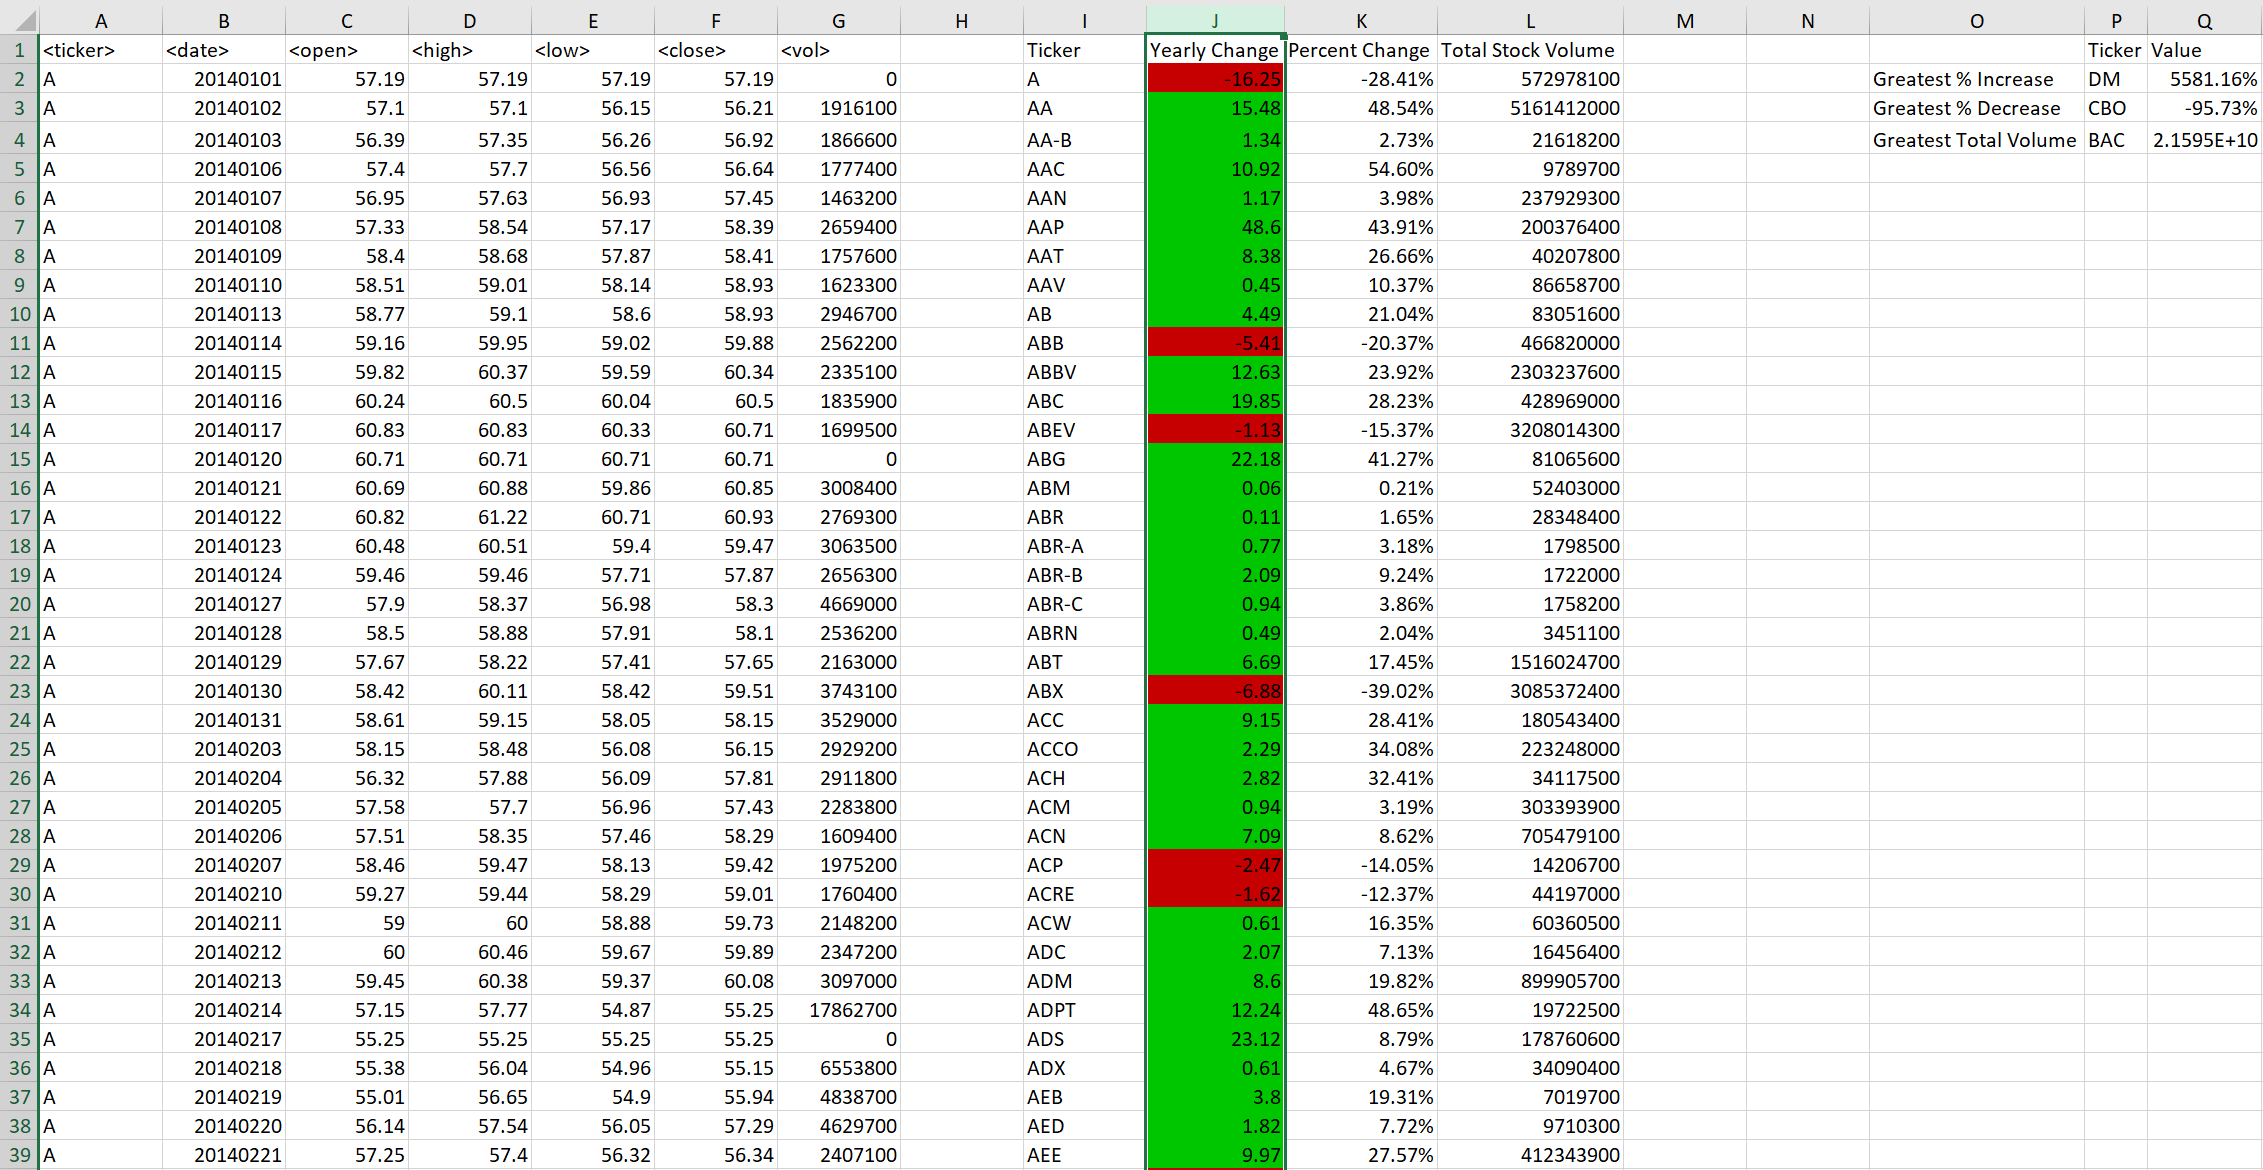 A B C D E F G H I J K L M N O P Q
1 <ticker> <date> <open> <high> <low> <close> <vol> Ticker Yearly Change Percent Change Total Stock Volume Ticker Value
2 A 20140101 57.19 57.19 57.19 57.19 0 A -16.25 -28.41% 572978100 Greatest % Increase DM 5581.16%
3 A 20140102 57.1 57.1 56.15 56.21 1916100 AA 15.48 48.54% 5161412000 Greatest % Decrease CBO -95.73%
4 A 20140103 56.39 57.35 56.26 56.92 1866600 AA-B 1.34 2.73% 21618200 Greatest Total Volume BAC 2.1595E+10
5 A 20140106 57.4 57.7 56.56 56.64 1777400 AAC 10.92 54.60% 9789700
6 A 20140107 56.95 57.63 56.93 57.45 1463200 AAN 1.17 3.98% 237929300
7 A 20140108 57.33 58.54 57.17 58.39 2659400 AAP 48.6 43.91% 200376400
8 A 20140109 58.4 58.68 57.87 58.41 1757600 AAT 8.38 26.66% 40207800
9 A 20140110 58.51 59.01 58.14 58.93 1623300 AAV 0.45 10.37% 86658700
10 A 20140113 58.77 59.1 58.6 58.93 2946700 AB 4.49 21.04% 83051600
11 A 20140114 59.16 59.95 59.02 59.88 2562200 ABB -5.41 -20.37% 466820000
12 A 20140115 59.82 60.37 59.59 60.34 2335100 ABBV 12.63 23.92% 2303237600
13 A 20140116 60.24 60.5 60.04 60.5 1835900 ABC 19.85 28.23% 428969000
14 A 20140117 60.83 60.83 60.33 60.71 1699500 ABEV -1.13 -15.37% 3208014300
15 A 20140120 60.71 60.71 60.71 60.71 0 ABG 22.18 41.27% 81065600
16 A 20140121 60.69 60.88 59.86 60.85 3008400 ABM 0.06 0.21% 52403000
17 A 20140122 60.82 61.22 60.71 60.93 2769300 ABR 0.11 1.65% 28348400
18 A 20140123 60.48 60.51 59.4 59.47 3063500 ABR-A 0.77 3.18% 1798500
19 A 20140124 59.46 59.46 57.71 57.87 2656300 ABR-B 2.09 9.24% 1722000
20 A 20140127 57.9 58.37 56.98 58.3 4669000 ABR-C 0.94 3.86% 1758200
21 A 20140128 58.5 58.88 57.91 58.1 2536200 ABRN 0.49 2.04% 3451100
22 A 20140129 57.67 58.22 57.41 57.65 2163000 ABT 6.69 17.45% 1516024700
23 A 20140130 58.42 60.11 58.42 59.51 3743100 ABX -6.88 -39.02% 3085372400
24 A 20140131 58.61 59.15 58.05 58.15 3529000 ACC 9.15 28.41% 180543400
25 A 20140203 58.15 58.48 56.08 56.15 2929200 ACCO 2.29 34.08% 223248000
26 A 20140204 56.32 57.88 56.09 57.81 2911800 ACH 2.82 32.41% 34117500
27 A 20140205 57.58 57.7 56.96 57.43 2283800 ACM 0.94 3.19% 303393900
28 A 20140206 57.51 58.35 57.46 58.29 1609400 ACN 7.09 8.62% 705479100
29 A 20140207 58.46 59.47 58.13 59.42 1975200 ACP -2.47 -14.05% 14206700
30 A 20140210 59.27 59.44 58.29 59.01 1760400 ACRE -1.62 -12.37% 44197000
31 A 20140211 59 60 58.88 59.73 2148200 ACW 0.61 16.35% 60360500
32 A 20140212 60 60.46 59.67 59.89 2347200 ADC 2.07 7.13% 16456400
33 A 20140213 59.45 60.38 59.37 60.08 3097000 ADM 8.6 19.82% 899905700
34 A 20140214 57.15 57.77 54.87 55.25 17862700 ADPT 12.24 48.65% 19722500
35 A 20140217 55.25 55.25 55.25 55.25 0 ADS 23.12 8.79% 178760600
36 A 20140218 55.38 56.04 54.96 55.15 6553800 ADX 0.61 4.67% 34090400
37 A 20140219 55.01 56.65 54.9 55.94 4838700 AEB 3.8 19.31% 7019700
38 A 20140220 56.14 57.54 56.05 57.29 4629700 AED 1.82 7.72% 9710300
39 A 20140221 57.25 57.4 56.32 56.34 2407100 AEE 9.97 27.57% 412343900